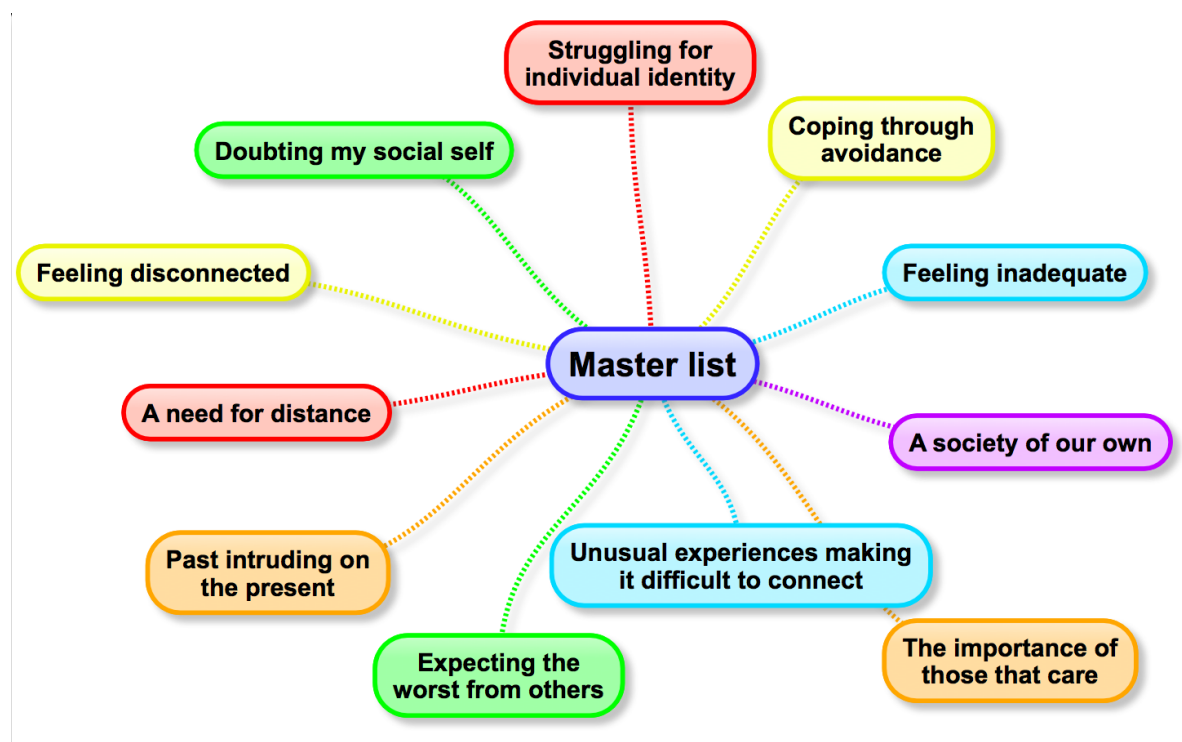 Struggling for
individual identity
Coping through
avoidance
Doubting my social self
Feeling disconnected
Feeling inadequate
Master list
A need for distance
A society of our own
Past intruding on
the present
Unusual experiences making
it difficult to connect
Expecting the
worst from others
The importance of
those that care